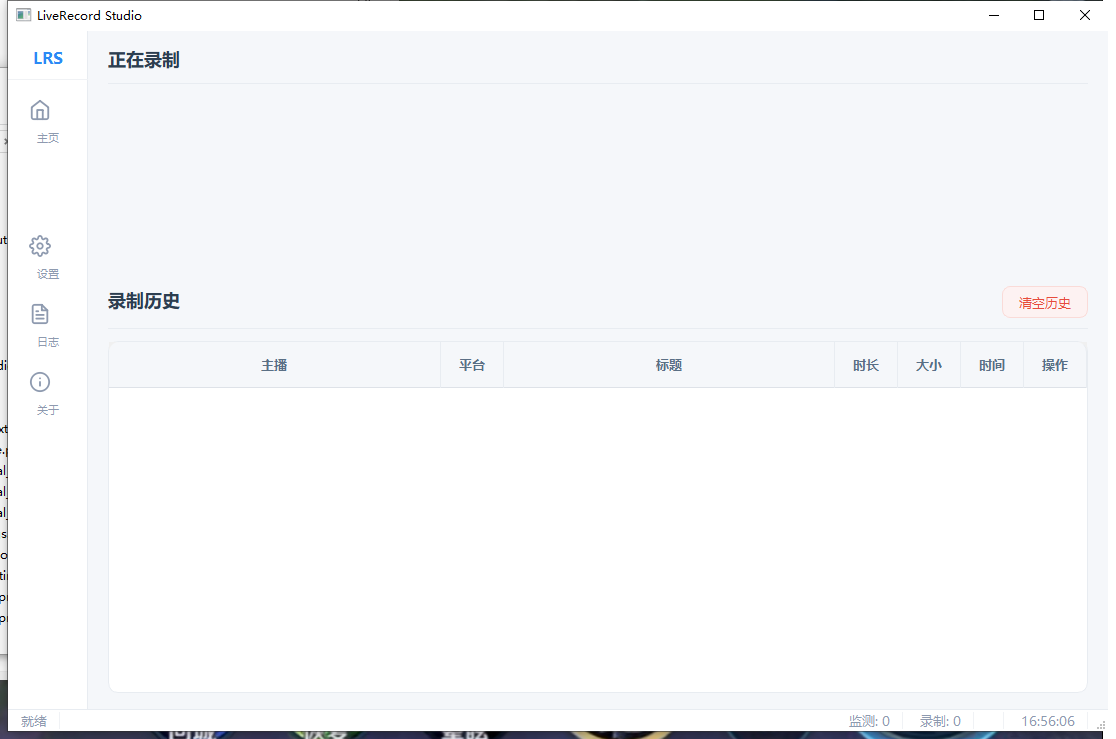 LiveRecord Studio
LRS
正在录制
主页
设置
录制历史
清空历史
日志
主播 平台 标题 时长 大小 时间 操作
关于
就绪
监测: 0 录制: 0 16:56:06